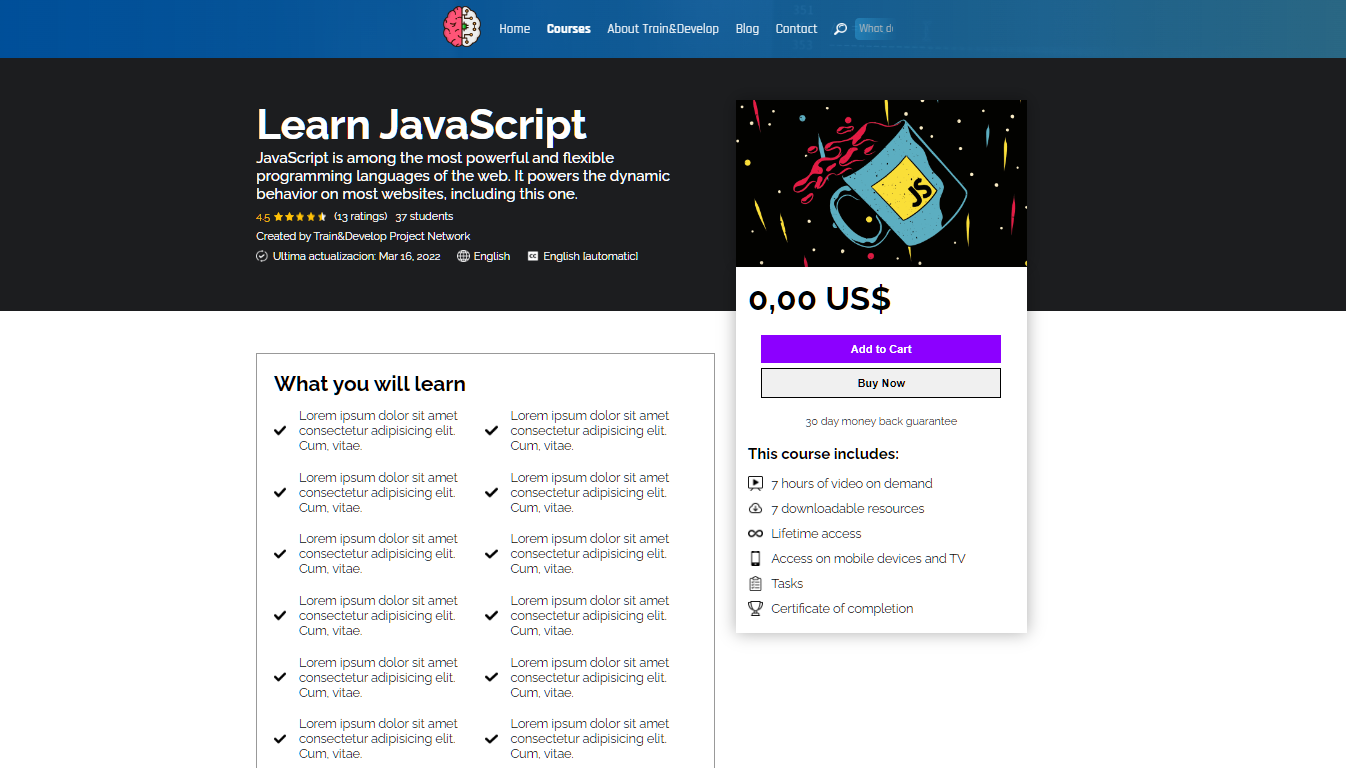 Home Courses About Train&Develop Blog Contact What d
Learn JavaScript
JavaScript is among the most powerful and flexible
programming languages of the web. It powers the dynamic
behavior on most websites, including this one.
4.5 (13 ratings) 37 students
Created by Train&Develop Project Network
Ultima actualizacion: Mar 16, 2022 English CC English [automatic]
JS
0,00 US$
Add to Cart
Buy Now
30 day money back guarantee
This course includes:
7 hours of video on demand
7 downloadable resources
Lifetime access
Access on mobile devices and TV
Tasks
Certificate of completion
What you will learn
Lorem ipsum dolor sit amet
consectetur adipisicing elit.
Cum, vitae.
Lorem ipsum dolor sit amet
consectetur adipisicing elit.
Cum, vitae.
Lorem ipsum dolor sit amet
consectetur adipisicing elit.
Cum, vitae.
Lorem ipsum dolor sit amet
consectetur adipisicing elit.
Cum, vitae.
Lorem ipsum dolor sit amet
consectetur adipisicing elit.
Cum, vitae.
Lorem ipsum dolor sit amet
consectetur adipisicing elit.
Cum, vitae.
Lorem ipsum dolor sit amet
consectetur adipisicing elit.
Cum, vitae.
Lorem ipsum dolor sit amet
consectetur adipisicing elit.
Cum, vitae.
Lorem ipsum dolor sit amet
consectetur adipisicing elit.
Cum, vitae.
Lorem ipsum dolor sit amet
consectetur adipisicing elit.
Cum, vitae.
Lorem ipsum dolor sit amet
consectetur adipisicing elit.
Cum, vitae.
Lorem ipsum dolor sit amet
consectetur adipisicing elit.
Cum, vitae.